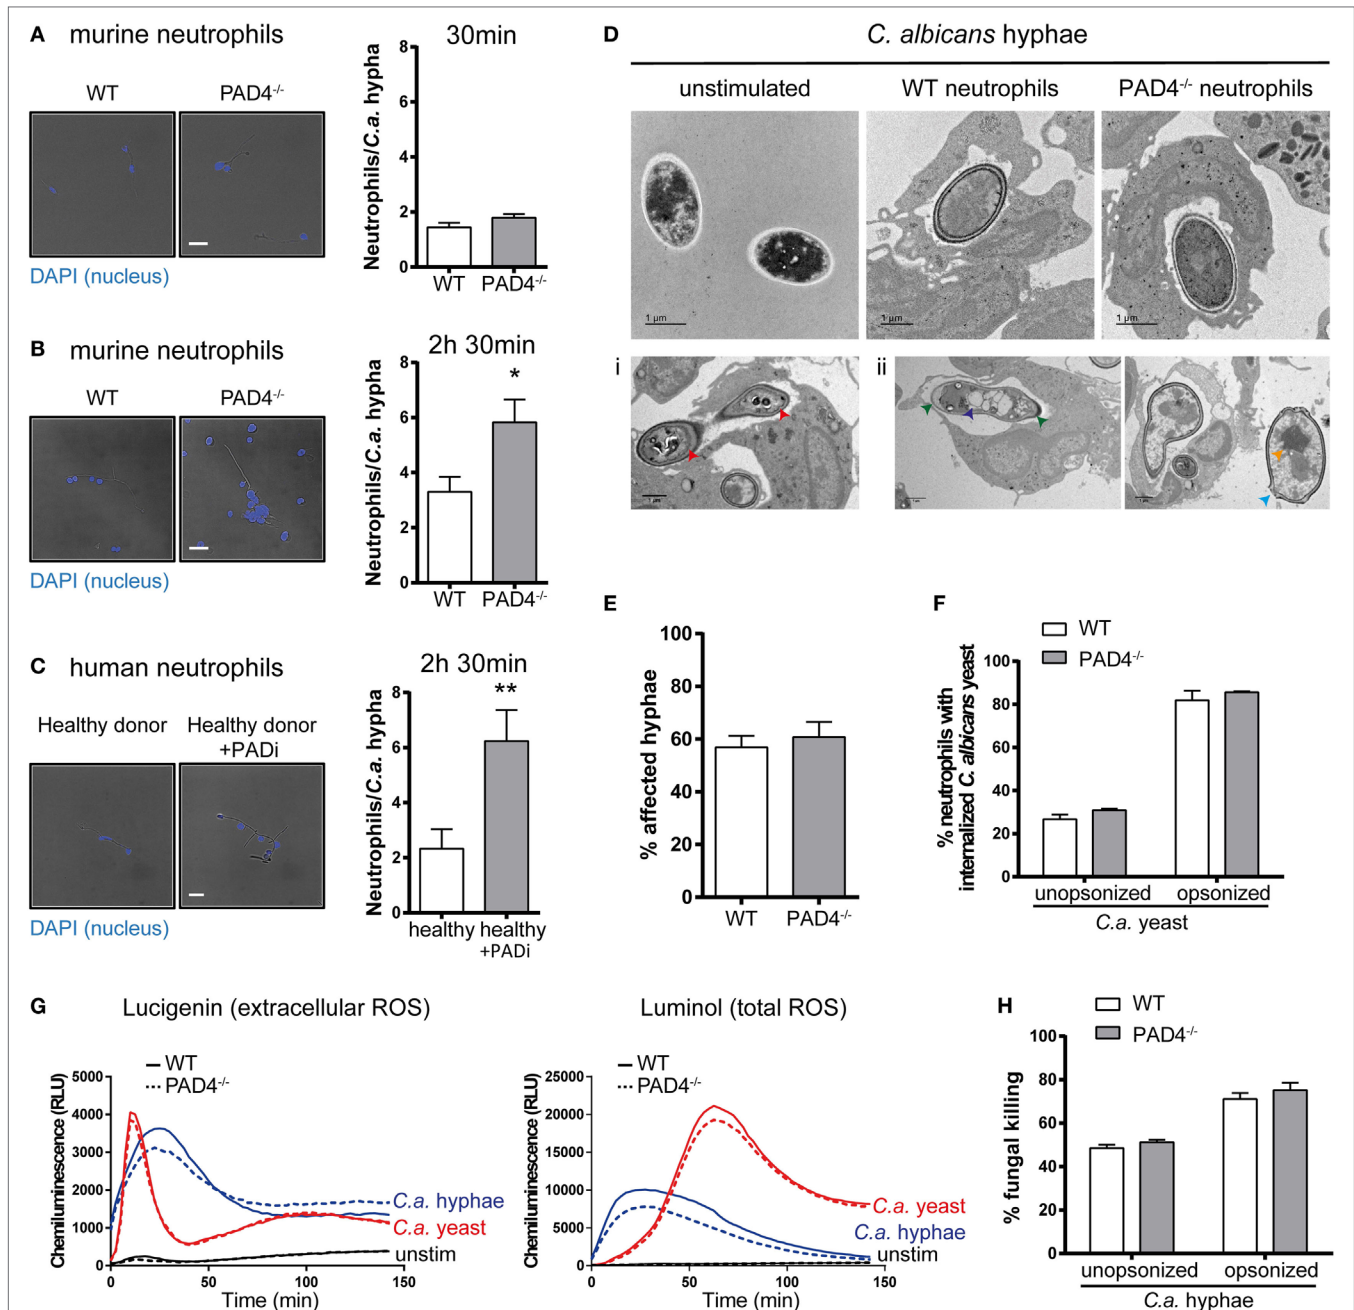 A murine neutrophils
WT PAD4-/-
DAPI (nucleus)
30min
Neutrophils/C.a. hypha
8
6
4
2
0
WT PAD4-/-
B murine neutrophils
WT PAD4-/-
DAPI (nucleus)
2h 30min
Neutrophils/C.a. hypha
8
6
4
2
0
*
WT PAD4-/-
C human neutrophils
Healthy donor Healthy donor
+PADi
DAPI (nucleus)
2h 30min
Neutrophils/C.a. hypha
8
6
4
2
0
**
healthy healthy
+PADi
D C. albicans hyphae
unstimulated WT neutrophils PAD4-/- neutrophils
1 µm 1 µm 1 µm
i ii
1 µm 1 µm 1 µm
E
% affected hyphae
100
80
60
40
20
0
WT PAD4-/-
F
WT
PAD4-/-
% neutrophils with
internalized C. albicans yeast
100
80
60
40
20
0
unopsonized opsonized
C.a. yeast
G Lucigenin (extracellular ROS)
WT
PAD4-/-
Chemiluminescence (RLU)
5000
4000
3000
2000
1000
0
0 50 100 150
Time (min)
C.a. hyphae
C.a. yeast
unstim
Luminol (total ROS)
WT
PAD4-/-
Chemiluminescence (RLU)
25000
20000
15000
10000
5000
0
0 50 100 150
Time (min)
C.a. yeast
C.a. hyphae
unstim
H
WT
PAD4-/-
% fungal killing
100
80
60
40
20
0
unopsonized opsonized
C.a. hyphae